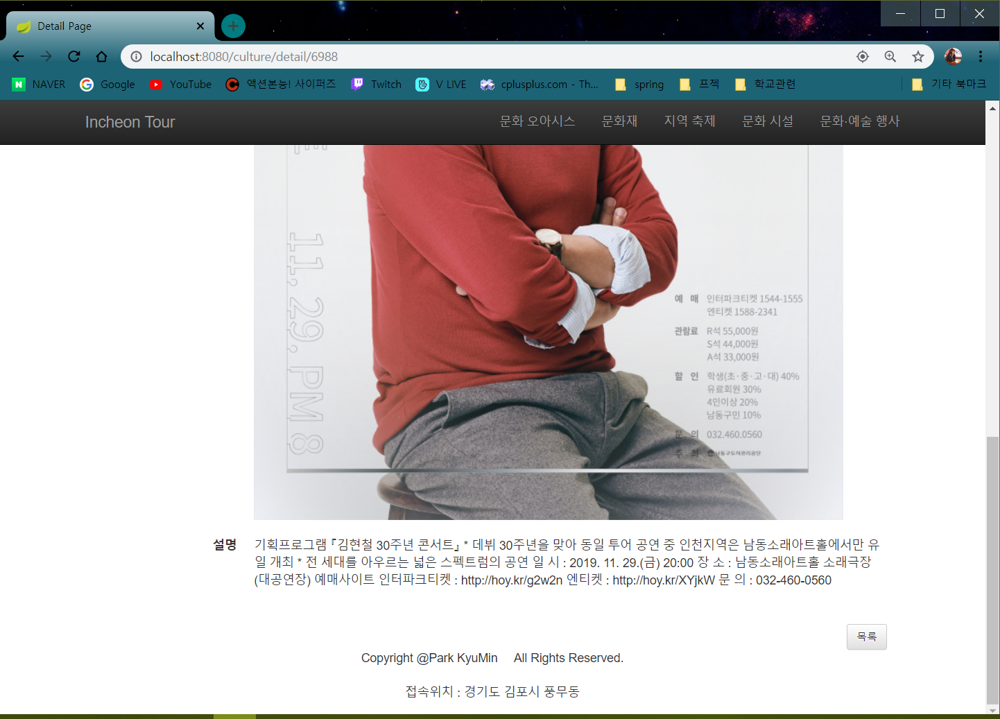 Detail Page
localhost:8080/culture/detail/6988
NAVER Google YouTube 액션본능! 사이퍼즈 Twitch V LIVE cplusplus.com - Th... spring 프젝 학교관련 기타 북마크
Incheon Tour 문화 오아시스 문화재 지역 축제 문화 시설 문화·예술 행사
11. 29. PM 8
예 매 인터파크티켓 1544-1555
엔티켓 1588-2341
관람료 R석 55,000원
S석 44,000원
A석 33,000원
할 인 학생(초·중·고·대) 40%
유료회원 30%
4인이상 20%
남동구민 10%
문 의 032.460.0560
주 최 남동구도시관리공단
설명 기획프로그램 『김현철 30주년 콘서트』 * 데뷔 30주년을 맞아 동일 투어 공연 중 인천지역은 남동소래아트홀에서만 유
일 개최 * 전 세대를 아우르는 넓은 스펙트럼의 공연 일 시 : 2019. 11. 29.(금) 20:00 장 소 : 남동소래아트홀 소래극장
(대공연장) 예매사이트 인터파크티켓 : http://hoy.kr/g2w2n 엔티켓 : http://hoy.kr/XYjkW 문 의 : 032-460-0560
목록
Copyright @Park KyuMin All Rights Reserved.
접속위치 : 경기도 김포시 풍무동